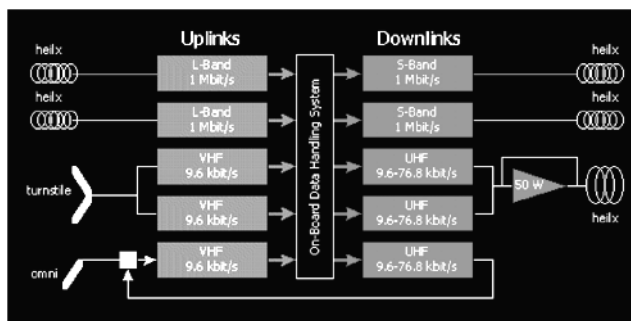 Uplinks
Downlinks
heilx
L-Band
1 Mbit/s
S-Band
1 Mbit/s
heilx
heilx
L-Band
1 Mbit/s
S-Band
1 Mbit/s
heilx
On-Board Data Handling System
turnstile
VHF
9.6 kbit/s
UHF
9.6-76.8 kbit/s
50 W
VHF
9.6 kbit/s
UHF
9.6-76.8 kbit/s
heilx
omni
VHF
9.6 kbit/s
UHF
9.6-76.8 kbit/s